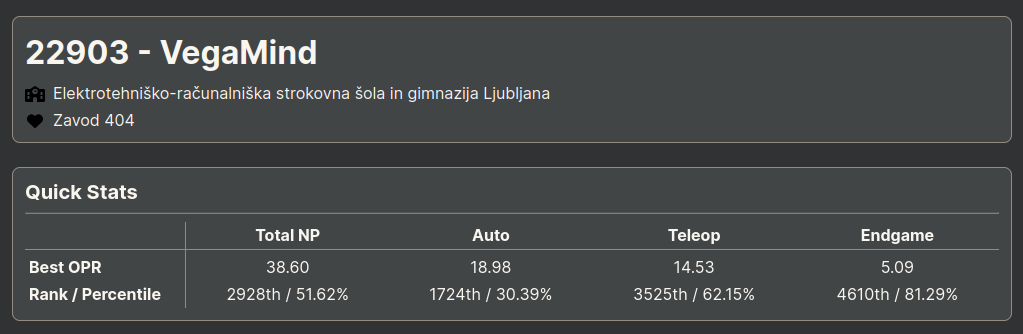 22903 - VegaMind
Elektrotehniško-računalniška strokovna šola in gimnazija Ljubljana
Zavod 404
Quick Stats
Total NP Auto Teleop Endgame
Best OPR 38.60 18.98 14.53 5.09
Rank / Percentile 2928th / 51.62% 1724th / 30.39% 3525th / 62.15% 4610th / 81.29%